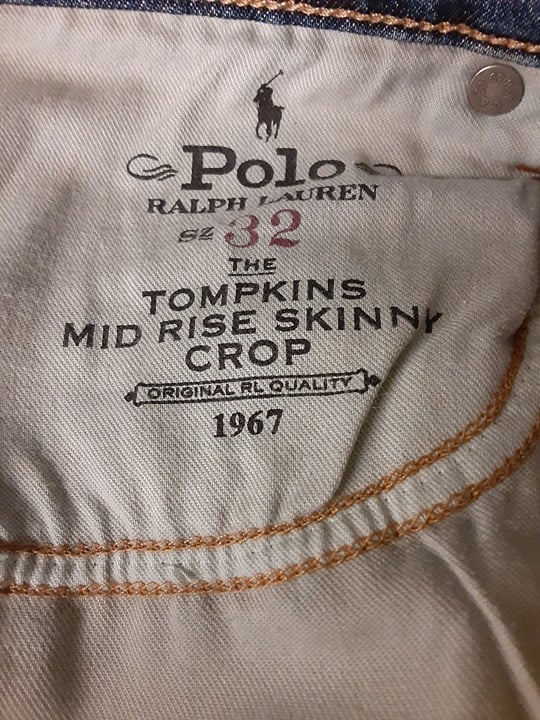 Polo
RALPH LAUREN
SZ 32
THE
TOMPKINS
MID RISE SKINNY
CROP
ORIGINAL RL QUALITY
1967